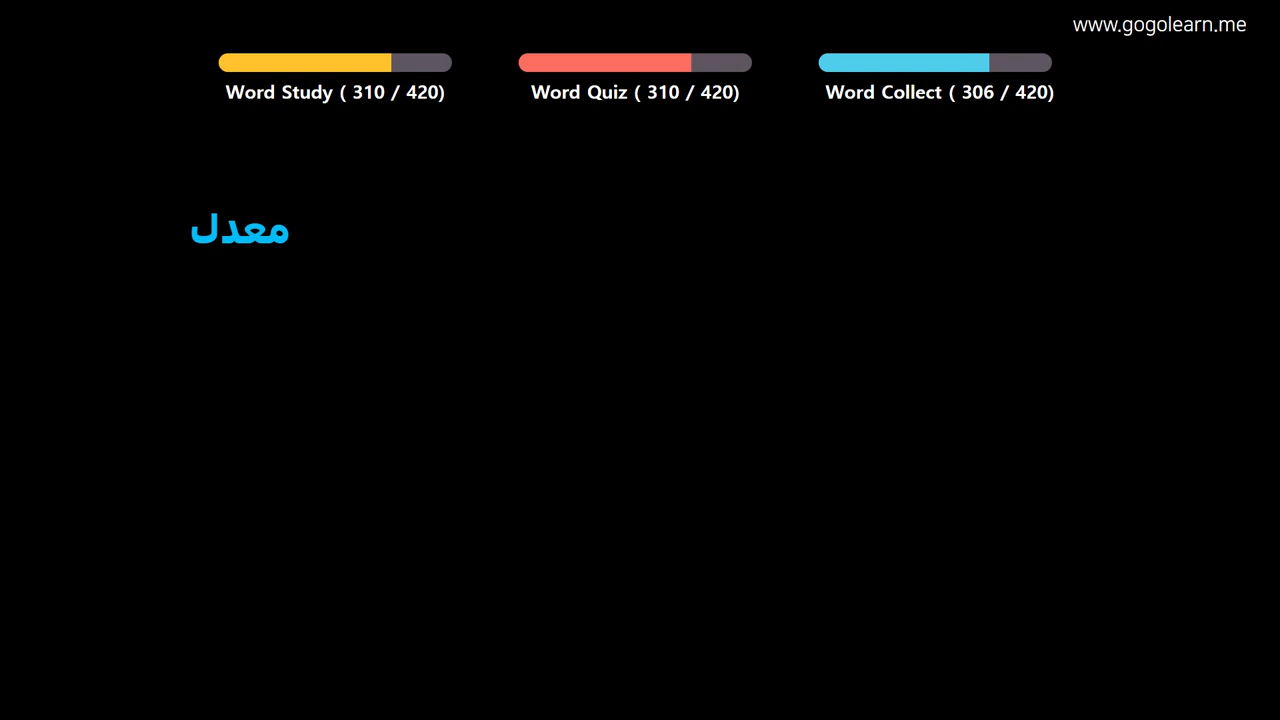 www.gogolearn.me
Word Study ( 310 / 420)
Word Quiz ( 310 / 420)
Word Collect ( 306 / 420)
معدل